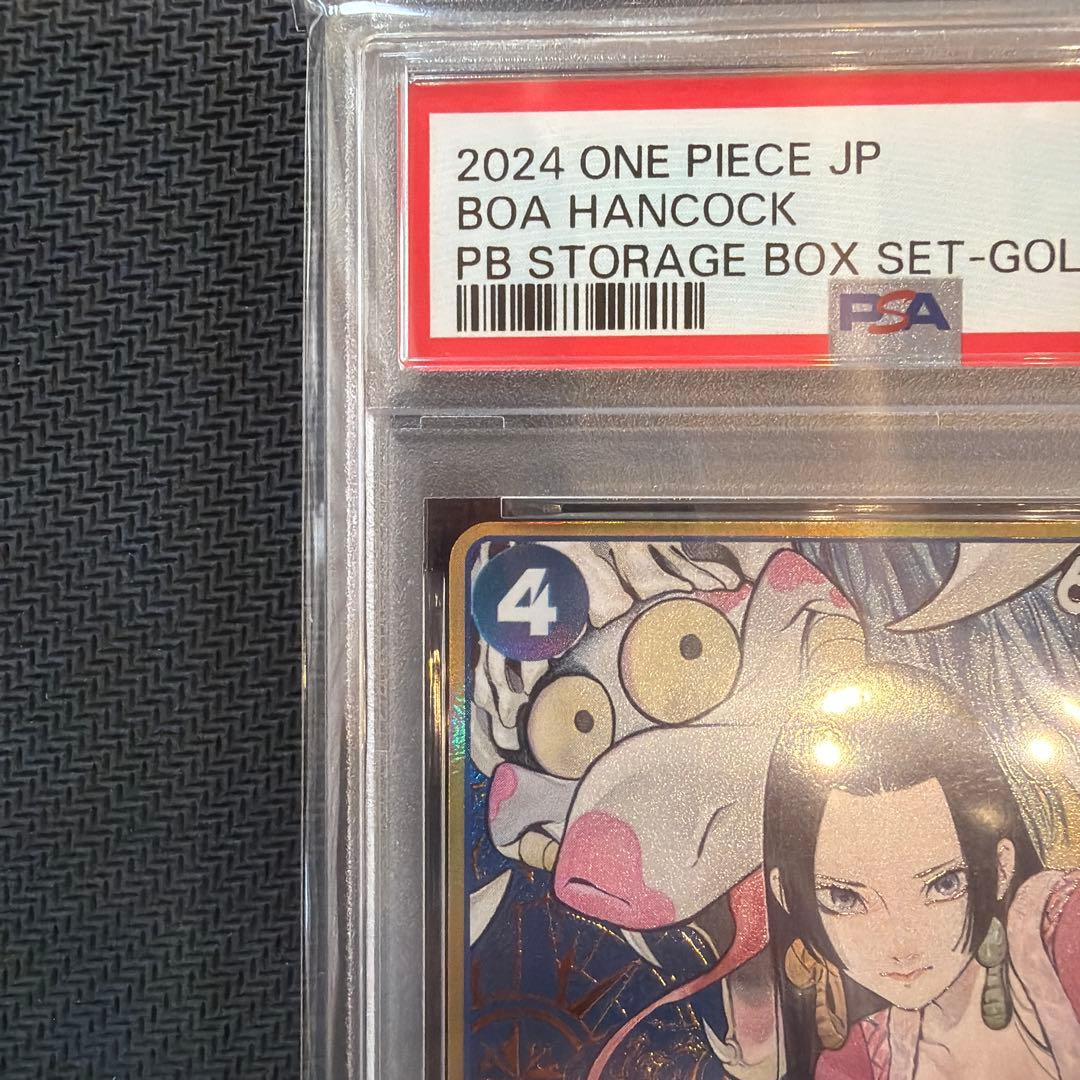 2024 ONE PIECE JP
BOA HANCOCK
PB STORAGE BOX SET-GOL
PSA
4